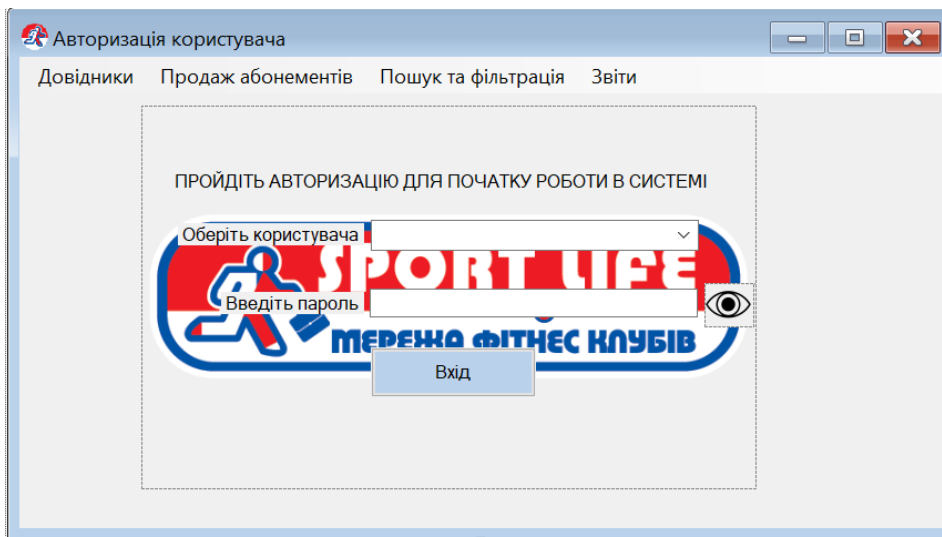 Авторизація користувача
Довідники Продаж абонементів Пошук та фільтрація Звіти
ПРОЙДІТЬ АВТОРИЗАЦІЮ ДЛЯ ПОЧАТКУ РОБОТИ В СИСТЕМІ
Оберіть користувача
SPORT LIFE
Введіть пароль
МЕРЕЖА ФІТНЕС КЛУБІВ
Вхід